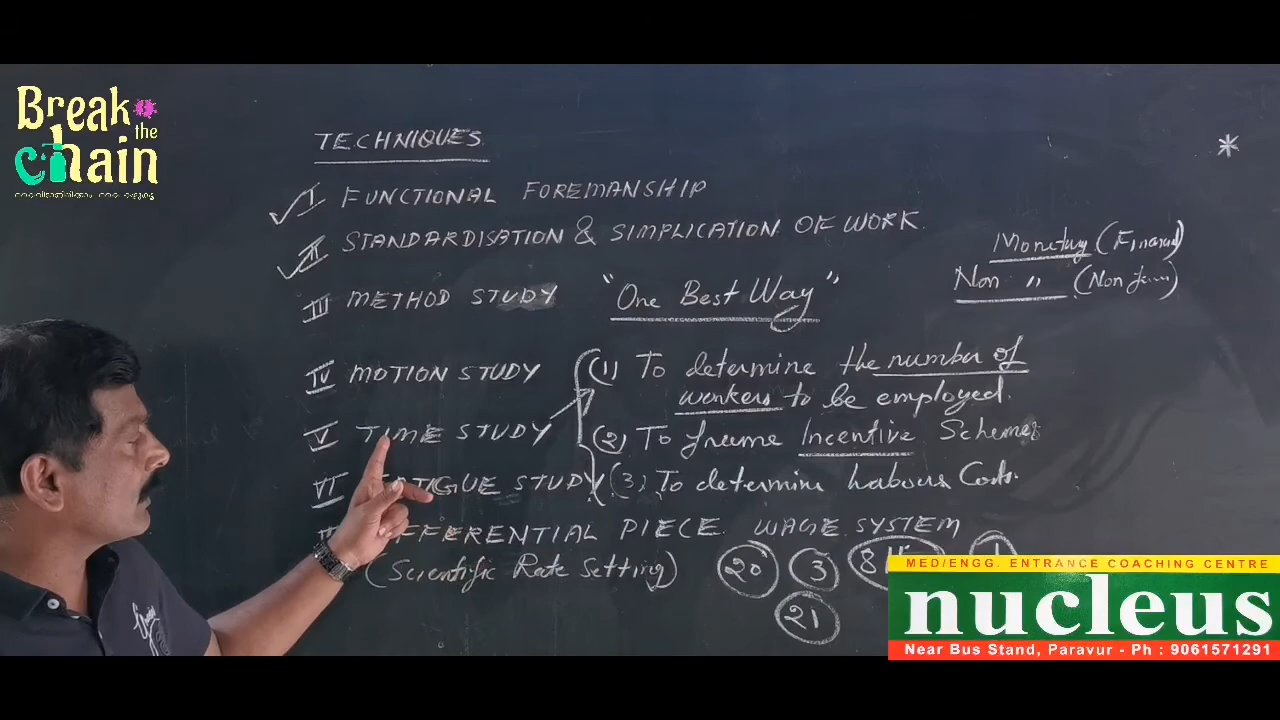 Break
the
chain
TECHNIQUES
I FUNCTIONAL FOREMANSHIP
II STANDARDISATION & SIMPLICATION OF WORK.
Monetary (Financial)
Non " (Non
III METHOD STUDY "One Best Way"
IV MOTION STUDY
(1) To determine the number of
workers to be employed.
V TIME STUDY
(2) To frame Incentive Schemes
VI FATIGUE STUDY
(3) To determine labour Costs.
DIFFERENTIAL PIECE WAGE SYSTEM
(Scientific Rate Setting)
20 3 8
21
MED/ENGG. ENTRANCE COACHING CENTRE
nucleus
Near Bus Stand, Paravur - Ph : 9061571291